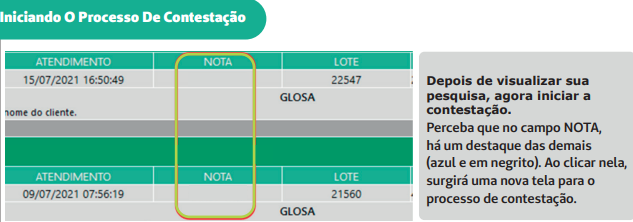 Iniciando O Processo De Contestação
ATENDIMENTO NOTA LOTE
15/07/2021 16:50:49 22547
GLOSA
nome do cliente.
ATENDIMENTO NOTA LOTE
09/07/2021 07:56:19 21560
GLOSA
Depois de visualizar sua
pesquisa, agora iniciar a
contestação.
Perceba que no campo NOTA,
há um destaque das demais
(azul e em negrito). Ao clicar nela,
surgirá uma nova tela para o
processo de contestação.